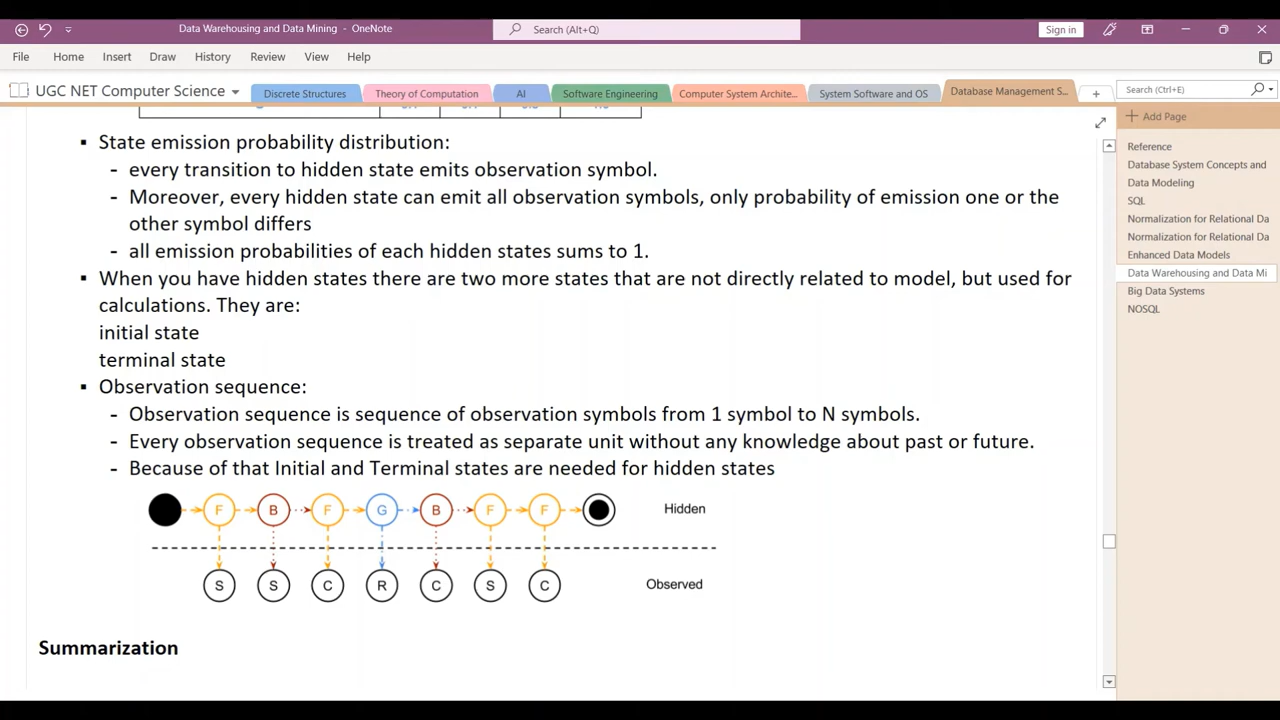 Data Warehousing and Data Mining - OneNote
Search (Alt+Q)
Sign in
File Home Insert Draw History Review View Help
UGC NET Computer Science
Discrete Structures Theory of Computation AI Software Engineering Computer System Archite... System Software and OS Database Management S...
Search (Ctrl+E)
Add Page
Reference
Database System Concepts and
Data Modeling
SQL
Normalization for Relational Da
Normalization for Relational Da
Enhanced Data Models
Data Warehousing and Data Mi
Big Data Systems
NOSQL
▪ State emission probability distribution:
- every transition to hidden state emits observation symbol.
- Moreover, every hidden state can emit all observation symbols, only probability of emission one or the
other symbol differs
- all emission probabilities of each hidden states sums to 1.
▪ When you have hidden states there are two more states that are not directly related to model, but used for
calculations. They are:
initial state
terminal state
▪ Observation sequence:
- Observation sequence is sequence of observation symbols from 1 symbol to N symbols.
- Every observation sequence is treated as separate unit without any knowledge about past or future.
- Because of that Initial and Terminal states are needed for hidden states
F B F G B F F Hidden
S S C R C S C Observed
Summarization